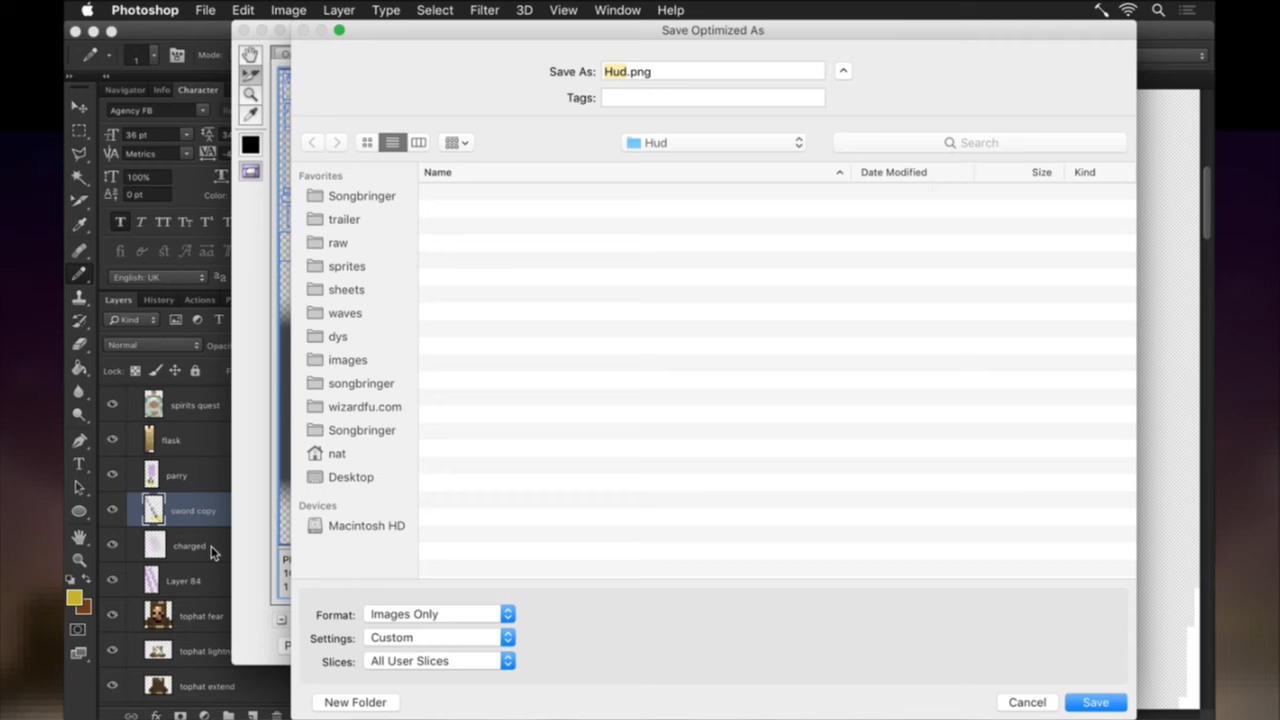 Photoshop File Edit Image Layer Type Select Filter 3D View Window Help
Save Optimized As
1 Mode:
Save As: Hud.png
Tags:
Navigator Info Character
Agency FB
36 pt
Metrics
100%
0 pt Color:
English: UK
Hud
Search
Name Date Modified Size Kind
Favorites
Songbringer
trailer
raw
sprites
sheets
waves
dys
images
songbringer
wizardfu.com
Songbringer
nat
Desktop
Devices
Macintosh HD
Layers History Actions
Kind
Normal
Lock:
spirits quest
flask
parry
sword copy
charged
Layer 84
tophat fear
tophat lightn
tophat extend
Format: Images Only
Settings: Custom
Slices: All User Slices
New Folder Cancel Save